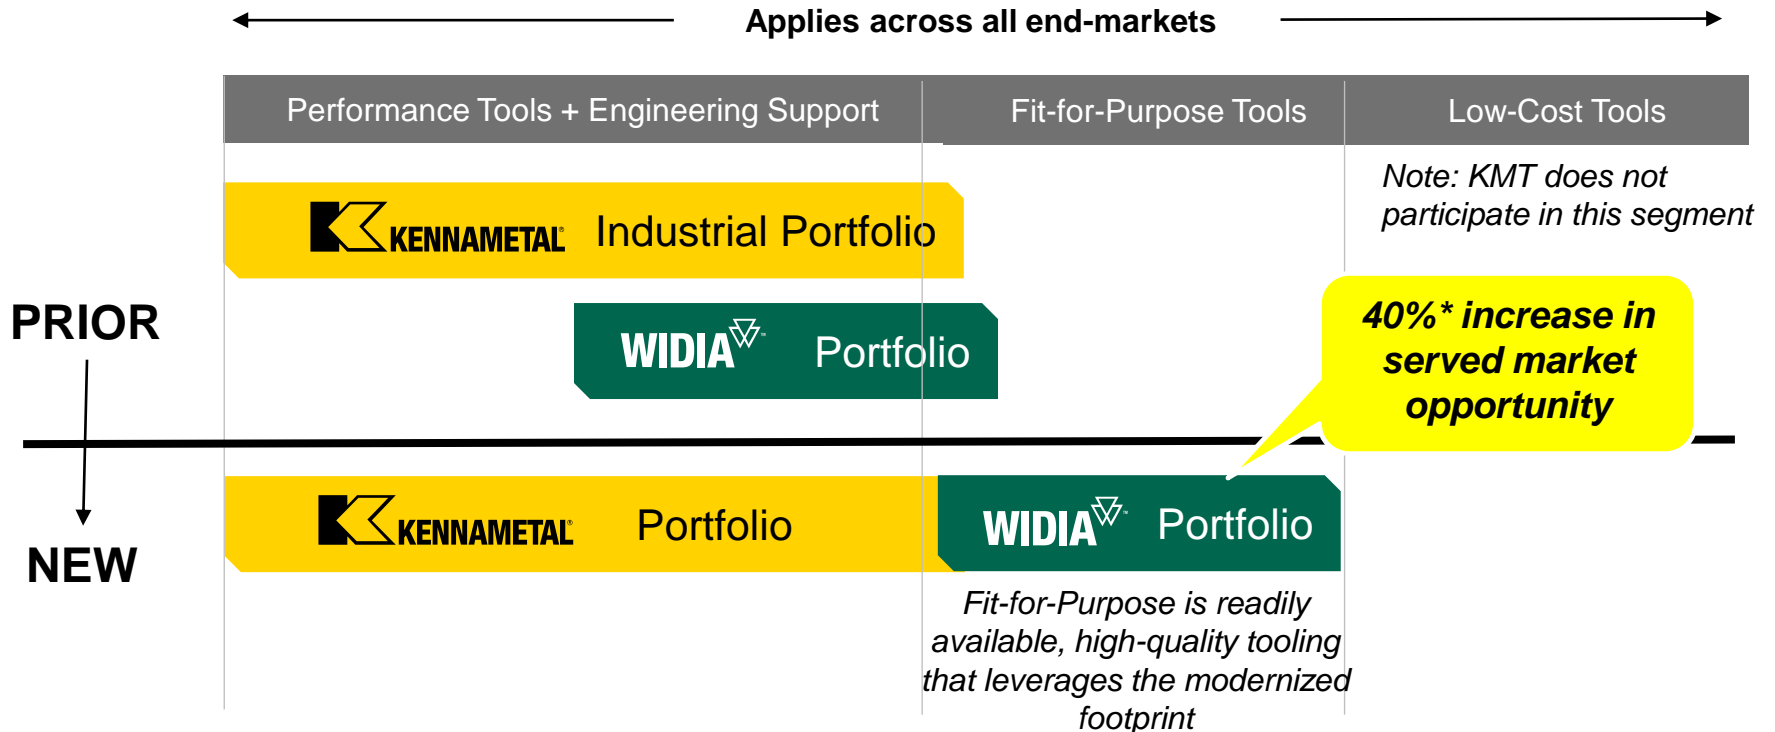 Applies across all end-markets
Performance Tools + Engineering Support
Fit-for-Purpose Tools
Low-Cost Tools
Note: KMT does not
participate in this segment
KENNAMETAL® Industrial Portfolio
PRIOR
WIDIA™ Portfolio
40%* increase in
served market
opportunity
NEW
KENNAMETAL® Portfolio
WIDIA™ Portfolio
Fit-for-Purpose is readily
available, high-quality tooling
that leverages the modernized
footprint